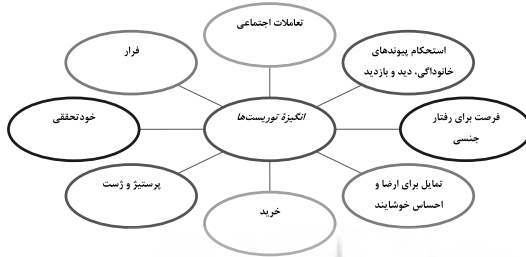 تعاملات اجتماعی
فرار
استحکام پیوندهای
خانوداگی، دید و بازدید
خودتحققی
انگیزهٔ توریست‌ها
فرصت برای رفتار
جنسی
پرستیژ و ژست
تمایل برای ارضا و
احساس خوشایند
خرید